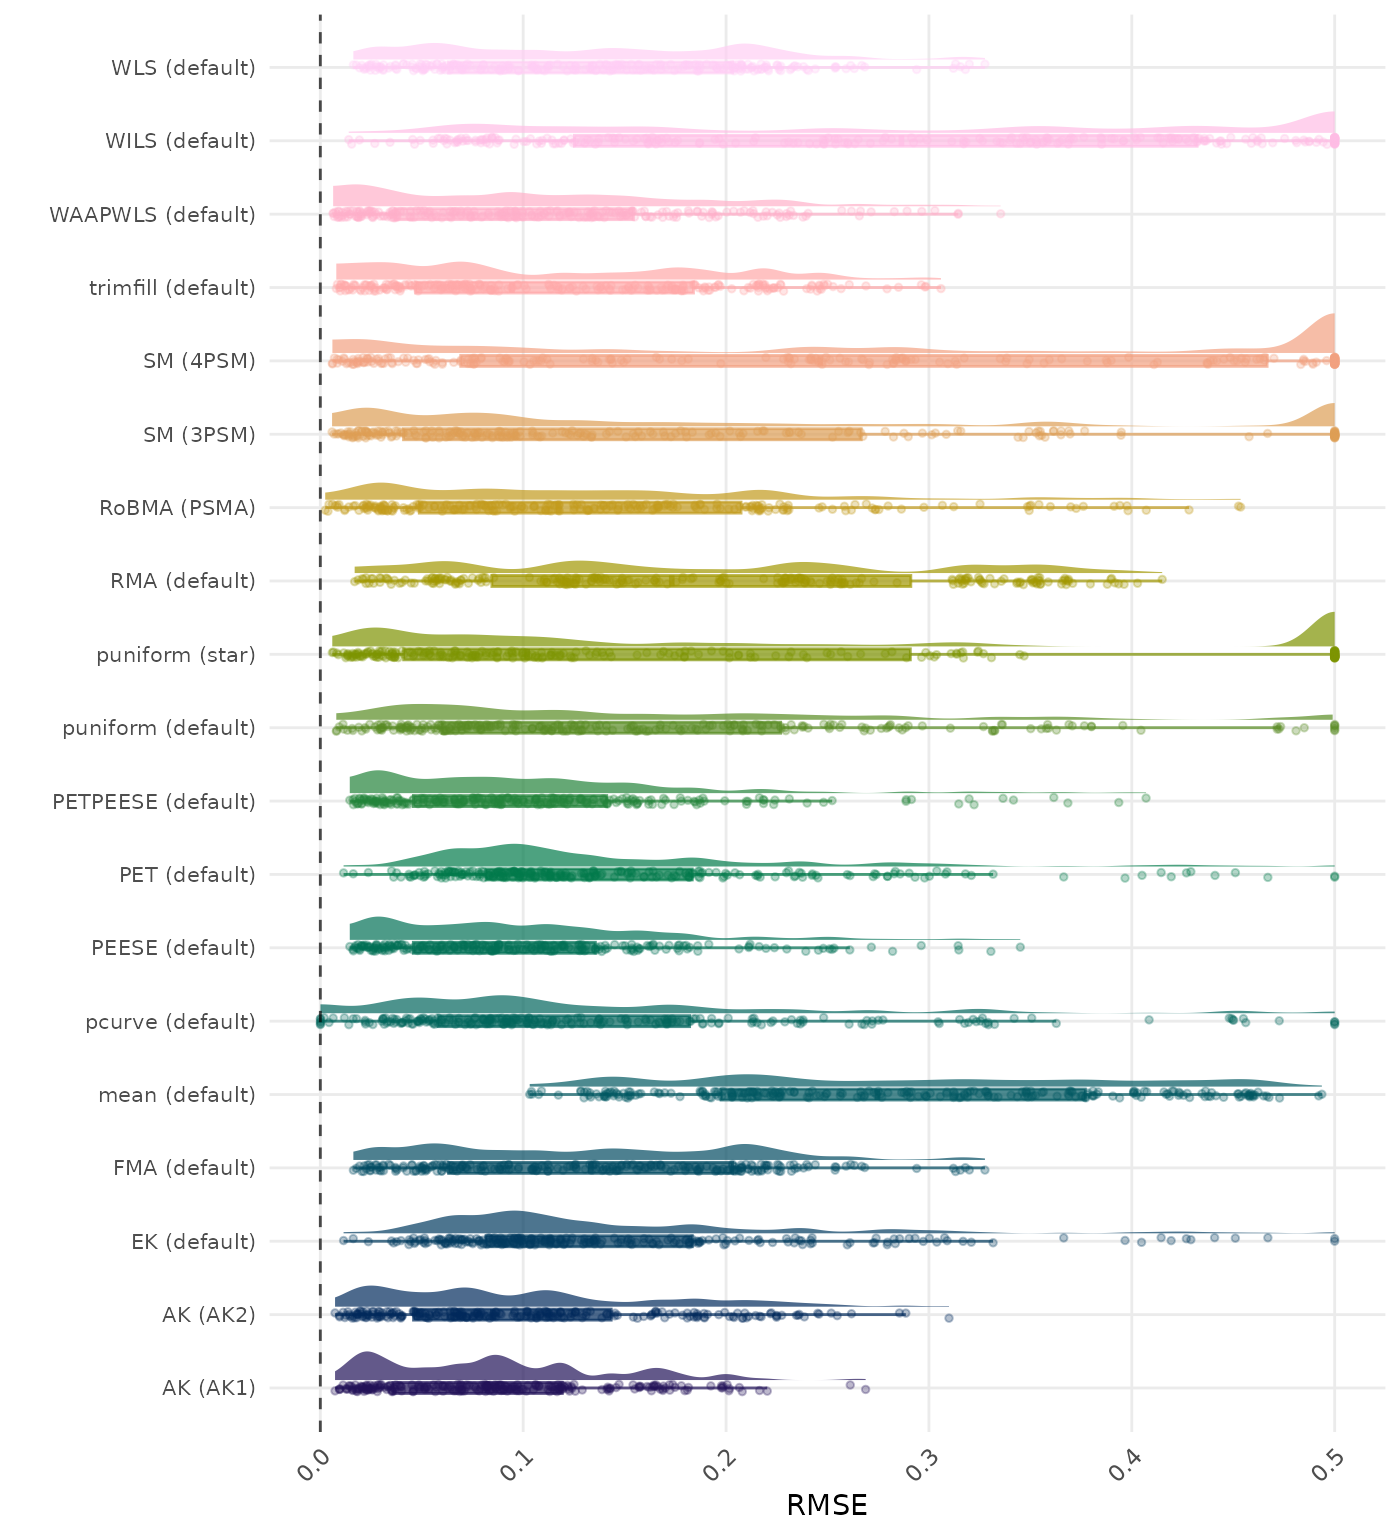 WLS (default)
WILS (default)
WAAPWLS (default)
trimfill (default)
SM (4PSM)
SM (3PSM)
RoBMA (PSMA)
RMA (default)
puniform (star)
puniform (default)
PETPEESE (default)
PET (default)
PEESE (default)
pcurve (default)
mean (default)
FMA (default)
EK (default)
AK (AK2)
AK (AK1)
0.0
0.1
0.2
0.3
0.4
0.5
RMSE